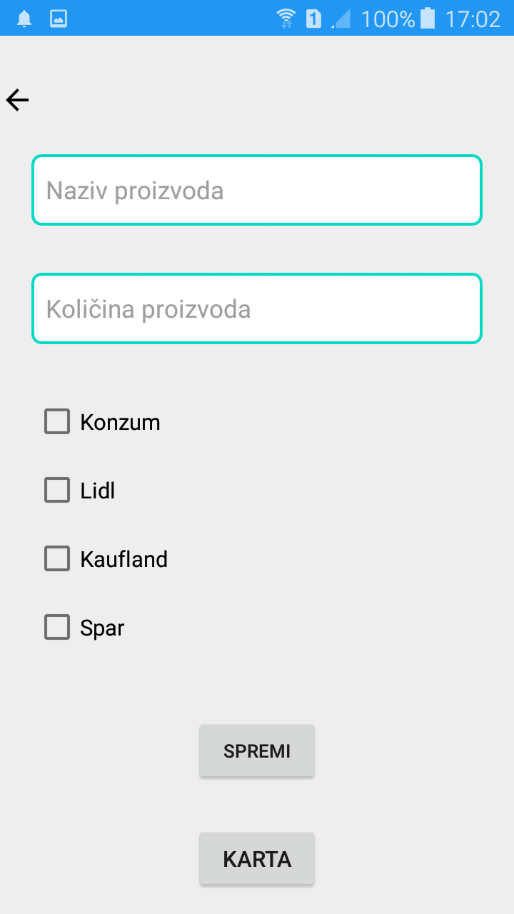 1 100% 17:02
Naziv proizvoda
Količina proizvoda
Konzum
Lidl
Kaufland
Spar
SPREMI
KARTA